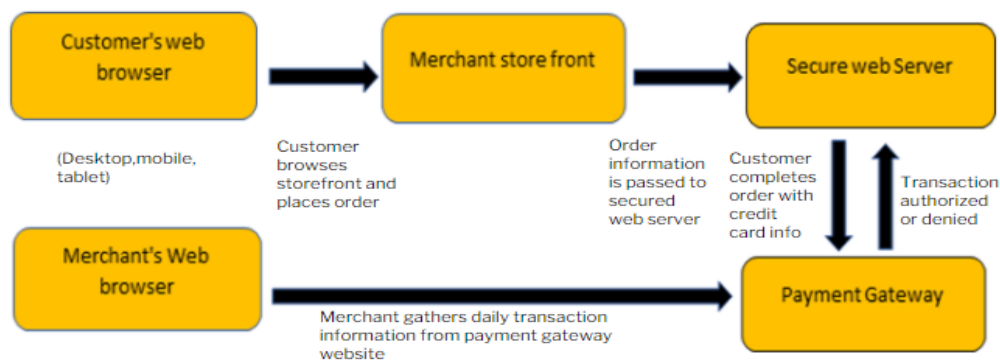 Customer's web
browser
Merchant store front
Secure web Server
(Desktop,mobile,
tablet)
Customer
browses
storefront and
places order
Order
information
is passed to
secured
web server
Customer
completes
order with
credit
card info
Transaction
authorized
or denied
Merchant's Web
browser
Merchant gathers daily transaction
information from payment gateway
website
Payment Gateway